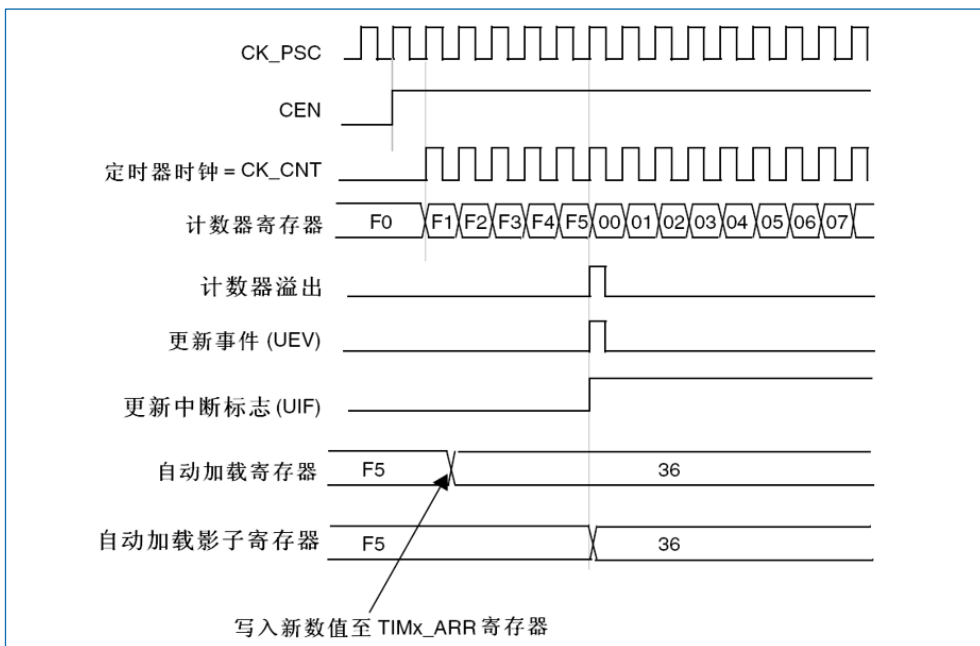 CK_PSC
CEN
定时器时钟 = CK_CNT
计数器寄存器 F0 F1 F2 F3 F4 F5 00 01 02 03 04 05 06 07
计数器溢出
更新事件 (UEV)
更新中断标志 (UIF)
自动加载寄存器 F5 36
自动加载影子寄存器 F5 36
写入新数值至 TIMx_ARR 寄存器